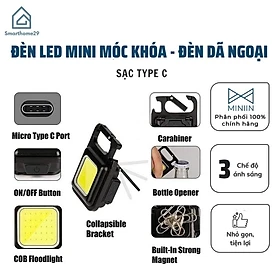 Smarthome29
ĐÈN LED MINI MÓC KHÓA - ĐÈN DÃ NGOẠI
SẠC TYPE C
Micro Type C Port
Carabiner
MINIIN
Phân phối 100%
chính hãng
ON/OFF Button
Bottle Opener
3
Chế độ
ánh sáng
COB Floodlight
Collapsible
Bracket
Built-In Strong
Magnet
Nhỏ gọn,
tiện lợi